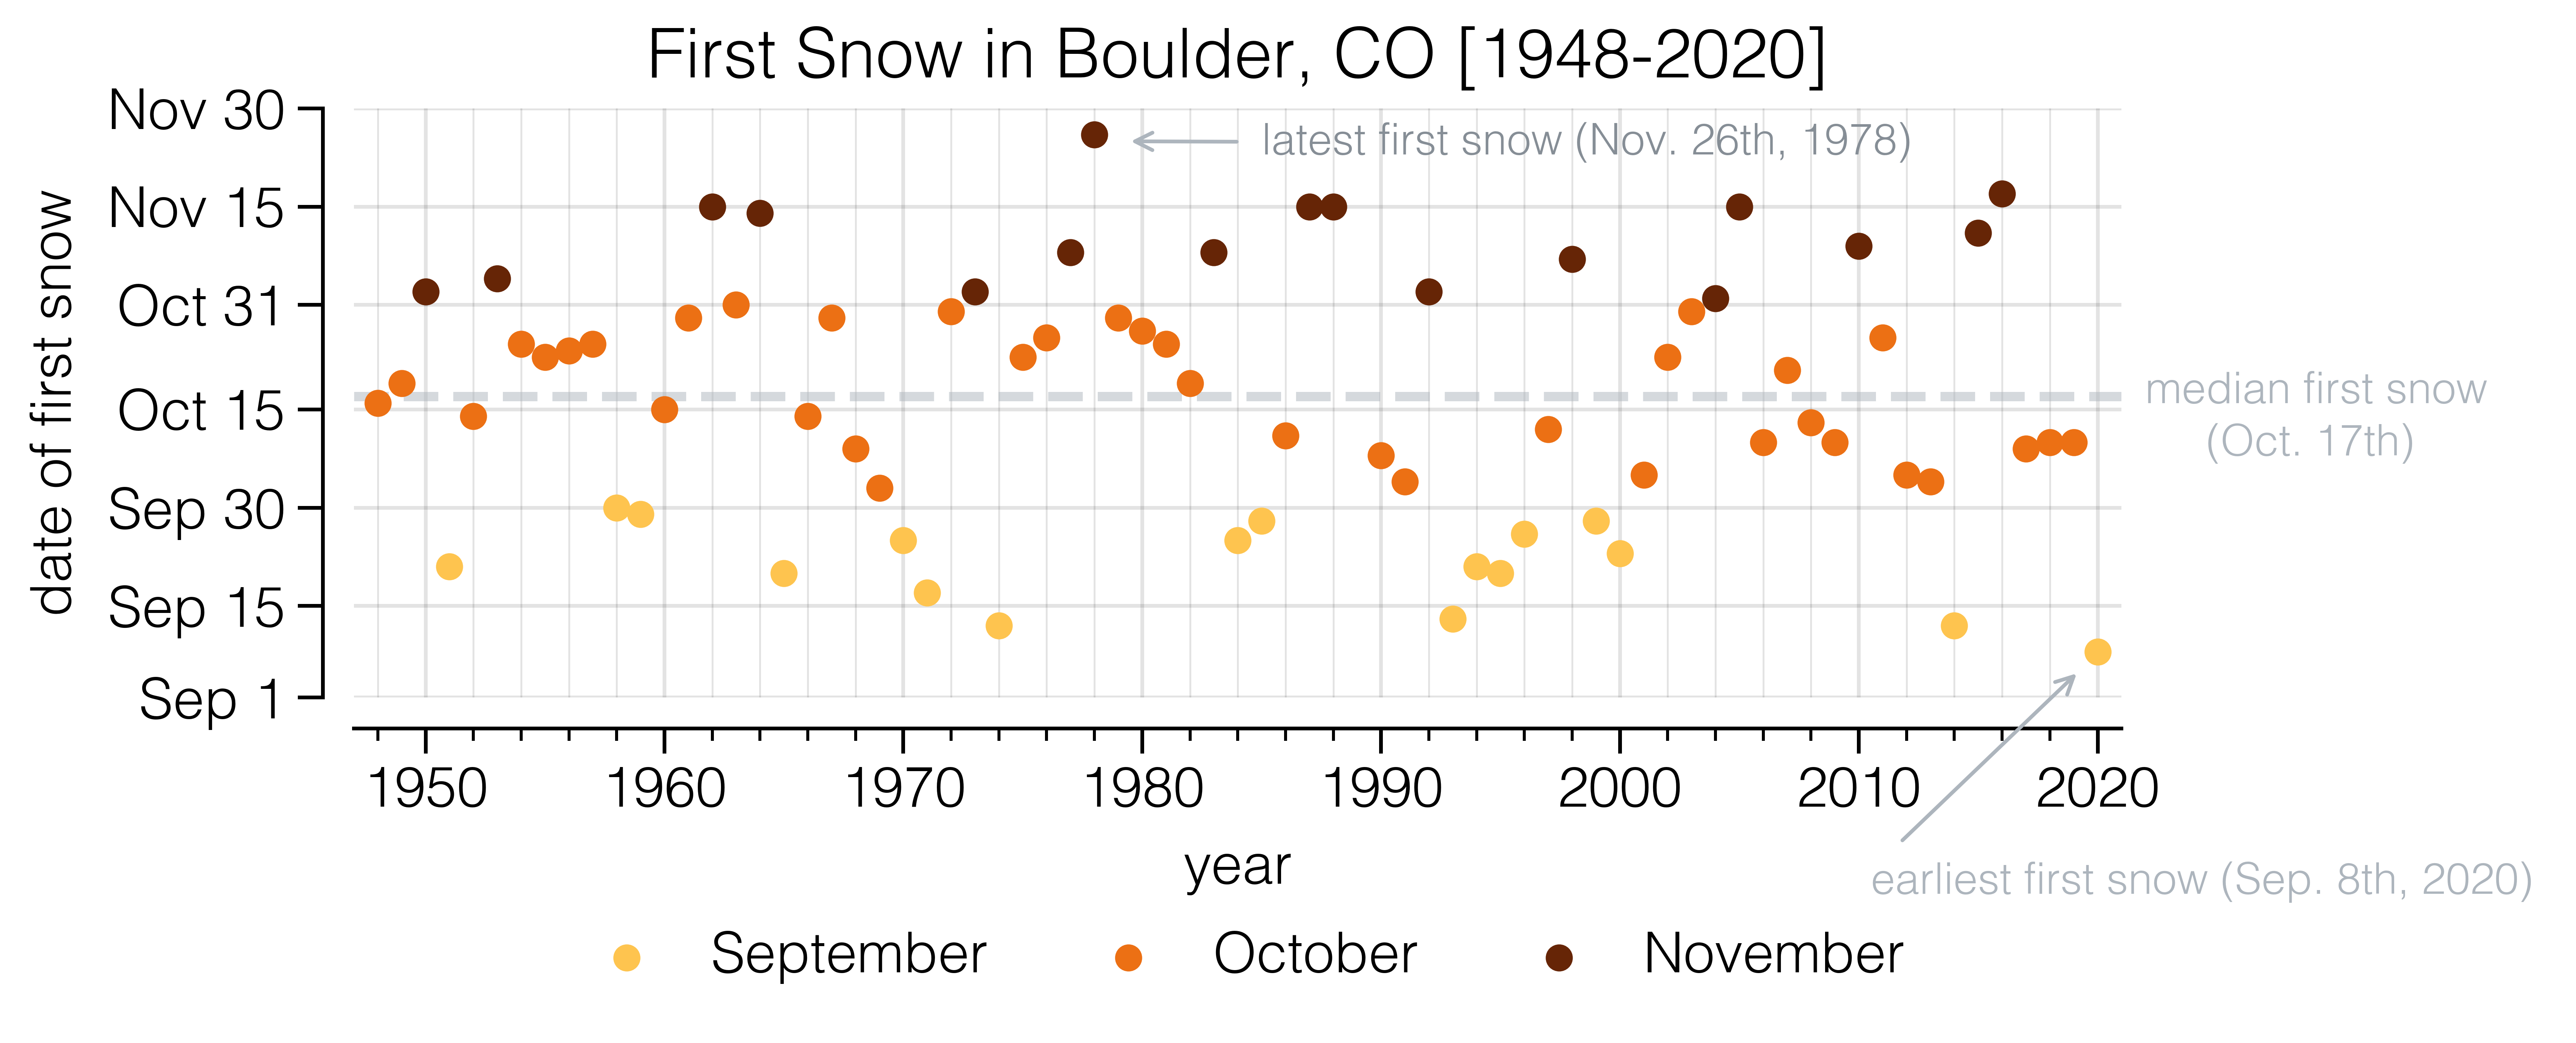 First Snow in Boulder, CO [1948-2020]
Nov 30
latest first snow (Nov. 26th, 1978)
Nov 15
Oct 31
Oct 15
Sep 30
Sep 15
Sep 1
date of first snow
median first snow
(Oct. 17th)
1950 1960 1970 1980 1990 2000 2010 2020
year
earliest first snow (Sep. 8th, 2020)
September October November